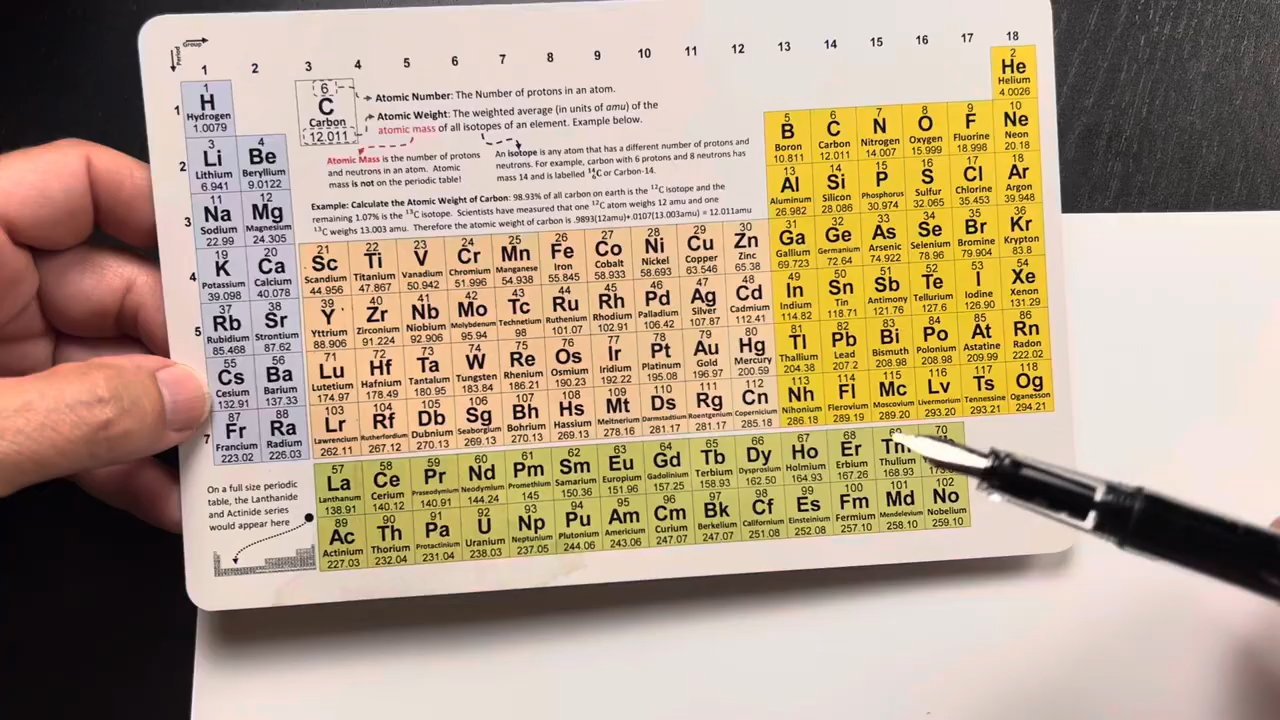 Group
Period
1 2 3 4 5 6 7 8 9 10 11 12 13 14 15 16 17 18
6
C
Carbon
12.011
Atomic Number: The Number of protons in an atom.
Atomic Weight: The weighted average (in units of amu) of the
atomic mass of all isotopes of an element. Example below.
Atomic Mass is the number of protons
and neutrons in an atom. Atomic
mass is not on the periodic table!
An isotope is any atom that has a different number of protons and
neutrons. For example, carbon with 6 protons and 8 neutrons has
mass 14 and is labelled ¹⁴₆C or Carbon-14.
Example: Calculate the Atomic Weight of Carbon: 98.93% of all carbon on earth is the ¹²C isotope and the
remaining 1.07% is the ¹³C isotope. Scientists have measured that one ¹²C atom weighs 12 amu and one
¹³C weighs 13.003 amu. Therefore the atomic weight of carbon is .9893(12amu)+.0107(13.003amu) = 12.011amu
1
1 2
H He
Hydrogen Helium
1.0079 4.0026
2
3 4 5 6 7 8 9 10
Li Be B C N O F Ne
Lithium Beryllium Boron Carbon Nitrogen Oxygen Fluorine Neon
6.941 9.0122 10.811 12.011 14.007 15.999 18.998 20.18
3
11 12 13 14 15 16 17 18
Na Mg Al Si P S Cl Ar
Sodium Magnesium Aluminum Silicon Phosphorus Sulfur Chlorine Argon
22.99 24.305 26.982 28.086 30.974 32.065 35.453 39.948
4
19 20 21 22 23 24 25 26 27 28 29 30 31 32 33 34 35 36
K Ca Sc Ti V Cr Mn Fe Co Ni Cu Zn Ga Ge As Se Br Kr
Potassium Calcium Scandium Titanium Vanadium Chromium Manganese Iron Cobalt Nickel Copper Zinc Gallium Germanium Arsenic Selenium Bromine Krypton
39.098 40.078 44.956 47.867 50.942 51.996 54.938 55.845 58.933 58.693 63.546 65.38 69.723 72.64 74.922 78.96 79.904 83.8
5
37 38 39 40 41 42 43 44 45 46 47 48 49 50 51 52 53 54
Rb Sr Y Zr Nb Mo Tc Ru Rh Pd Ag Cd In Sn Sb Te I Xe
Rubidium Strontium Yttrium Zirconium Niobium Molybdenum Technetium Ruthenium Rhodium Palladium Silver Cadmium Indium Tin Antimony Tellurium Iodine Xenon
85.468 87.62 88.906 91.224 92.906 95.94 98 101.07 102.91 106.42 107.87 112.41 114.82 118.71 121.76 127.6 126.90 131.29
55 56 71 72 73 74 75 76 77 78 79 80 81 82 83 84 85 86
Cs Ba Lu Hf Ta W Re Os Ir Pt Au Hg Tl Pb Bi Po At Rn
Cesium Barium Lutetium Hafnium Tantalum Tungsten Rhenium Osmium Iridium Platinum Gold Mercury Thallium Lead Bismuth Polonium Astatine Radon
132.91 137.33 174.97 178.49 180.95 183.84 186.21 190.23 192.22 195.08 196.97 200.59 204.38 207.2 208.98 208.98 209.99 222.02
7
87 88 103 104 105 106 107 108 109 110 111 112 113 114 115 116 117 118
Fr Ra Lr Rf Db Sg Bh Hs Mt Ds Rg Cn Nh Fl Mc Lv Ts Og
Francium Radium Lawrencium Rutherfordium Dubnium Seaborgium Bohrium Hassium Meitnerium Darmstadtium Roentgenium Copernicium Nihonium Flerovium Moscovium Livermorium Tennessine Oganesson
223.02 226.03 262.11 267.12 270.13 269.13 270.13 269.13 278.16 281.17 281.17 285.18 286.18 289.19 289.20 293.20 293.21 294.21
On a full size periodic
table, the Lanthanide
and Actinide series
would appear here
57 58 59 60 61 62 63 64 65 66 67 68 69 70
La Ce Pr Nd Pm Sm Eu Gd Tb Dy Ho Er Tm
Lanthanum Cerium Praseodymium Neodymium Promethium Samarium Europium Gadolinium Terbium Dysprosium Holmium Erbium Thulium
138.91 140.12 140.91 144.24 145 150.36 151.96 157.25 158.93 162.50 164.93 167.26 168.93
89 90 91 92 93 94 95 96 97 98 99 100 101 102
Ac Th Pa U Np Pu Am Cm Bk Cf Es Fm Md No
Actinium Thorium Protactinium Uranium Neptunium Plutonium Americium Curium Berkelium Californium Einsteinium Fermium Mendelevium Nobelium
227.03 232.04 231.04 238.03 237.05 244.06 243.06 247.07 247.07 251.08 252.08 257.10 258.10 259.10